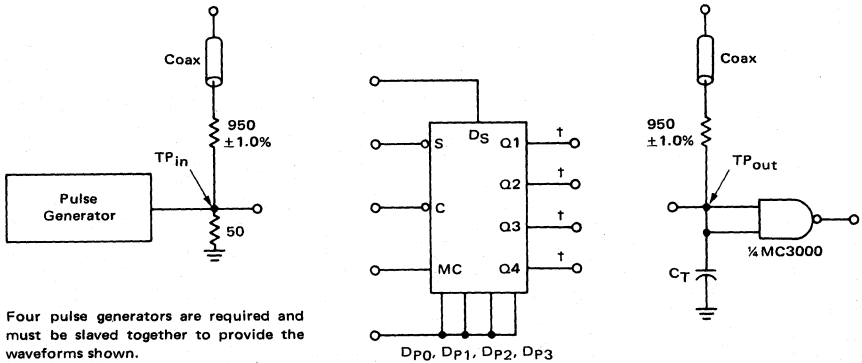 Coax
950
±1.0%
TPin
Pulse
Generator
50
Four pulse generators are required and
must be slaved together to provide the
waveforms shown.
DS
S
C
MC
Q1
Q2
Q3
Q4
†
†
†
†
DP0, DP1, DP2, DP3
Coax
950
±1.0%
TPout
¼ MC3000
CT